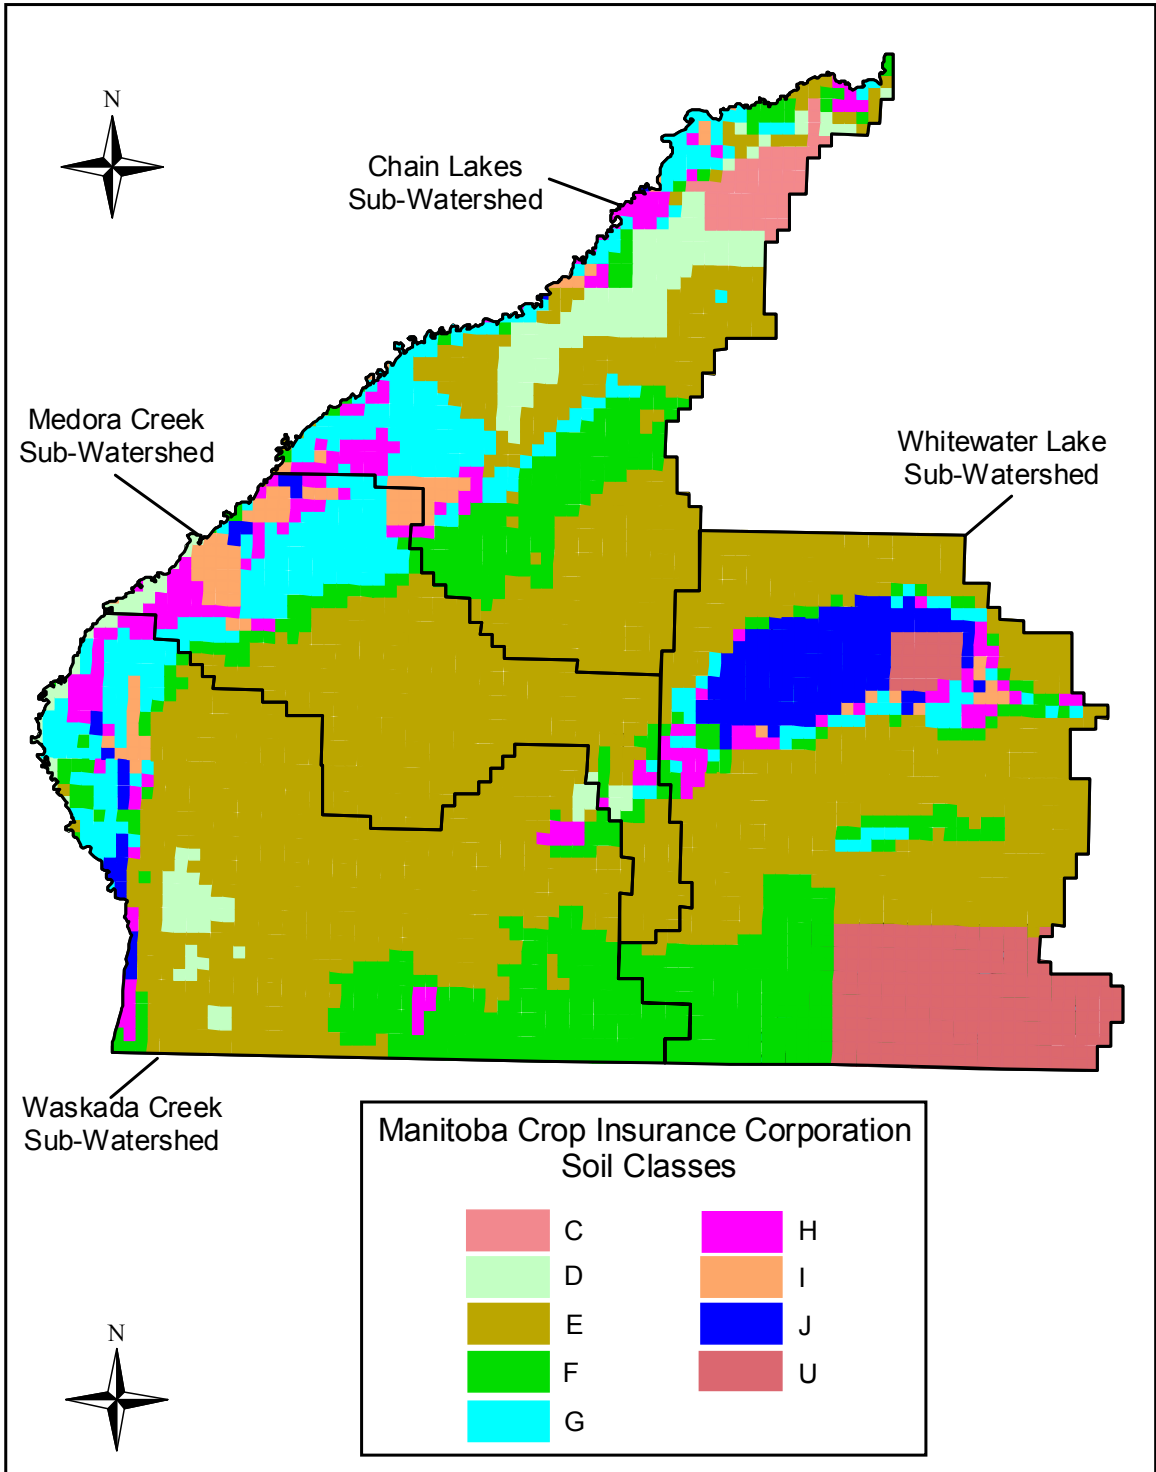 N
Chain Lakes
Sub-Watershed
Medora Creek
Sub-Watershed
Whitewater Lake
Sub-Watershed
Waskada Creek
Sub-Watershed
Manitoba Crop Insurance Corporation
Soil Classes
C
H
D
I
E
J
F
U
G
N